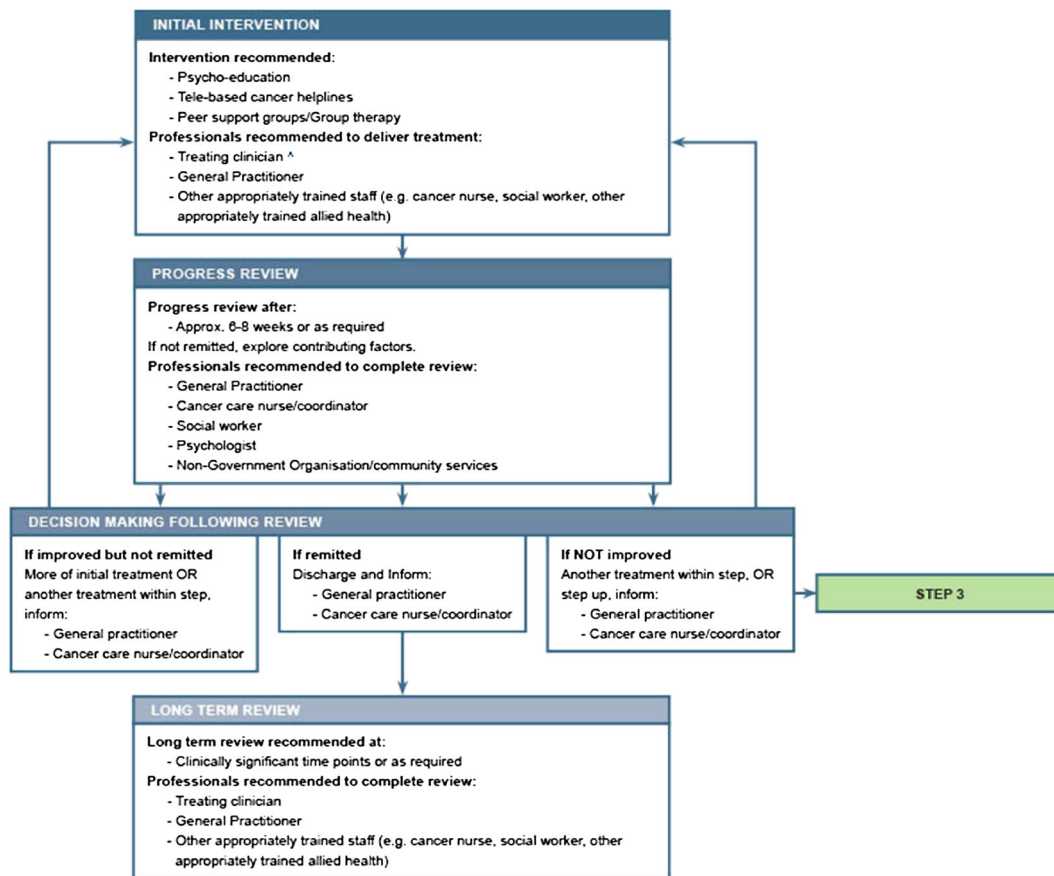 INITIAL INTERVENTION
Intervention recommended:
- Psycho-education
- Tele-based cancer helplines
- Peer support groups/Group therapy
Professionals recommended to deliver treatment:
- Treating clinician ^
- General Practitioner
- Other appropriately trained staff (e.g. cancer nurse, social worker, other
appropriately trained allied health)
PROGRESS REVIEW
Progress review after:
- Approx. 6-8 weeks or as required
If not remitted, explore contributing factors.
Professionals recommended to complete review:
- General Practitioner
- Cancer care nurse/coordinator
- Social worker
- Psychologist
- Non-Government Organisation/community services
DECISION MAKING FOLLOWING REVIEW
If improved but not remitted
More of initial treatment OR
another treatment within step,
inform:
- General practitioner
- Cancer care nurse/coordinator
If remitted
Discharge and Inform:
- General practitioner
- Cancer care nurse/coordinator
If NOT improved
Another treatment within step, OR
step up, inform:
- General practitioner
- Cancer care nurse/coordinator
STEP 3
LONG TERM REVIEW
Long term review recommended at:
- Clinically significant time points or as required
Professionals recommended to complete review:
- Treating clinician
- General Practitioner
- Other appropriately trained staff (e.g. cancer nurse, social worker, other
appropriately trained allied health)